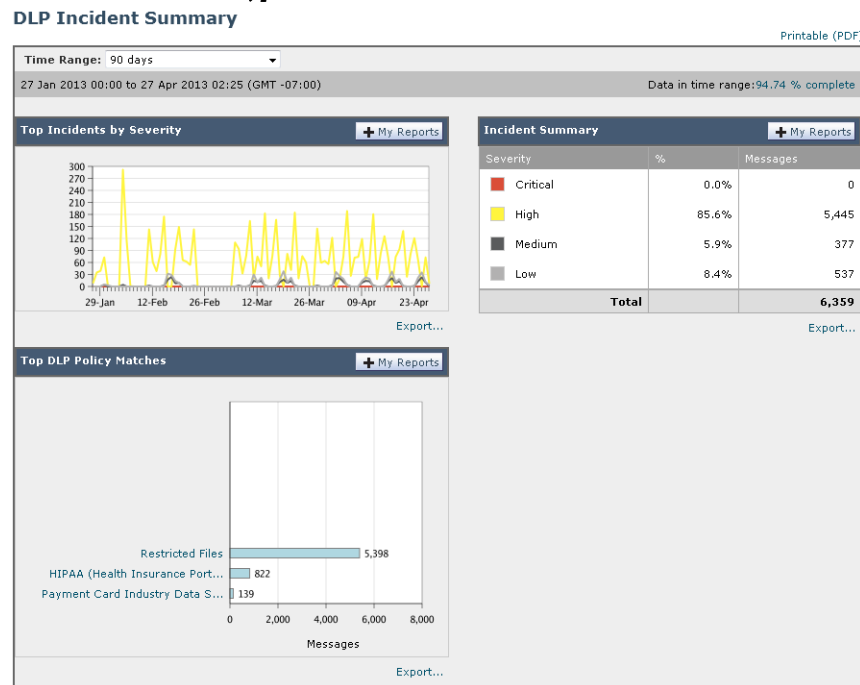 DLP Incident Summary
Printable (PDF)
Time Range: 90 days
27 Jan 2013 00:00 to 27 Apr 2013 02:25 (GMT -07:00)
Data in time range:94.74 % complete
Top Incidents by Severity
+ My Reports
300
270
240
210
180
150
120
90
60
30
0
29-Jan 12-Feb 26-Feb 12-Mar 26-Mar 09-Apr 23-Apr
Export...
Incident Summary
+ My Reports
Severity % Messages
Critical 0.0% 0
High 85.6% 5,445
Medium 5.9% 377
Low 8.4% 537
Total 6,359
Export...
Top DLP Policy Matches
+ My Reports
Restricted Files 5,398
HIPAA (Health Insurance Port... 822
Payment Card Industry Data S... 139
0 2,000 4,000 6,000 8,000
Messages
Export...